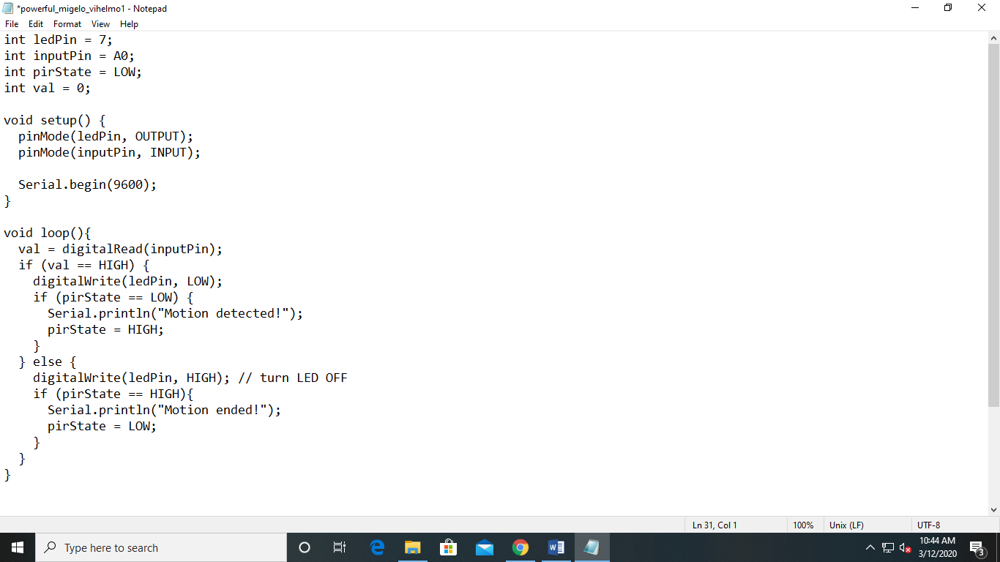 *powerful_migelo_vihelmo1 - Notepad
File Edit Format View Help
int ledPin = 7;
int inputPin = A0;
int pirState = LOW;
int val = 0;

void setup() {
  pinMode(ledPin, OUTPUT);
  pinMode(inputPin, INPUT);

  Serial.begin(9600);
}

void loop(){
  val = digitalRead(inputPin);
  if (val == HIGH) {
    digitalWrite(ledPin, LOW);
    if (pirState == LOW) {
      Serial.println("Motion detected!");
      pirState = HIGH;
    }
  } else {
    digitalWrite(ledPin, HIGH); // turn LED OFF
    if (pirState == HIGH){
      Serial.println("Motion ended!");
      pirState = LOW;
    }
  }
}
Ln 31, Col 1 100% Unix (LF) UTF-8
Type here to search
10:44 AM
3/12/2020
3